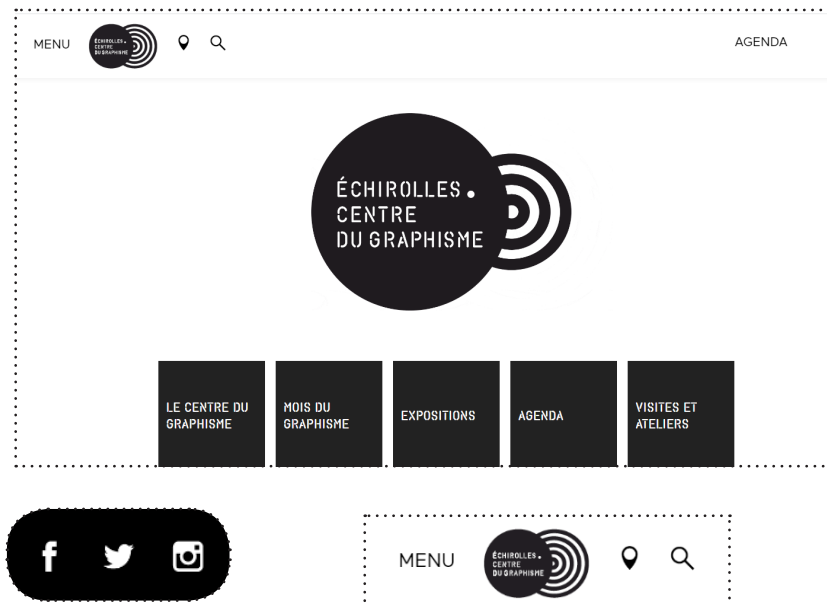 MENU
ÉCHIROLLES.
CENTRE
DU GRAPHISME
AGENDA
ÉCHIROLLES.
CENTRE
DU GRAPHISME
LE CENTRE DU
GRAPHISME
MOIS DU
GRAPHISME
EXPOSITIONS
AGENDA
VISITES ET
ATELIERS
MENU
ÉCHIROLLES.
CENTRE
DU GRAPHISME